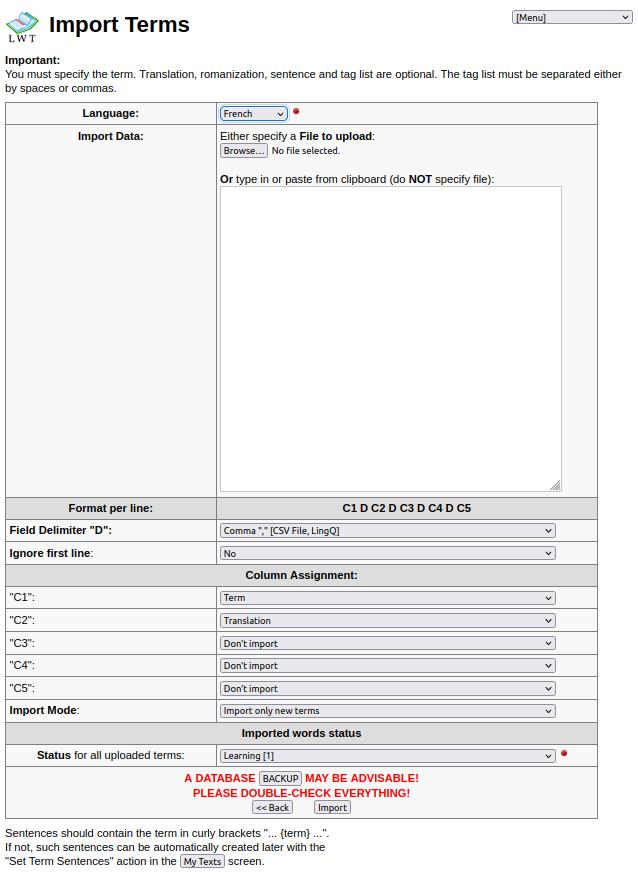 LWT
Import Terms
[Menu]
Important:
You must specify the term. Translation, romanization, sentence and tag list are optional. The tag list must be separated either
by spaces or commas.
Language:
French
Import Data:
Either specify a File to upload:
Browse... No file selected.
Or type in or paste from clipboard (do NOT specify file):
Format per line:
C1 D C2 D C3 D C4 D C5
Field Delimiter "D":
Comma "," [CSV File, LingQ]
Ignore first line:
No
Column Assignment:
"C1":
Term
"C2":
Translation
"C3":
Don't import
"C4":
Don't import
"C5":
Don't import
Import Mode:
Import only new terms
Imported words status
Status for all uploaded terms:
Learning [1]
A DATABASE BACKUP MAY BE ADVISABLE!
PLEASE DOUBLE-CHECK EVERYTHING!
<< Back Import
Sentences should contain the term in curly brackets "... {term} ...".
If not, such sentences can be automatically created later with the
"Set Term Sentences" action in the My Texts screen.